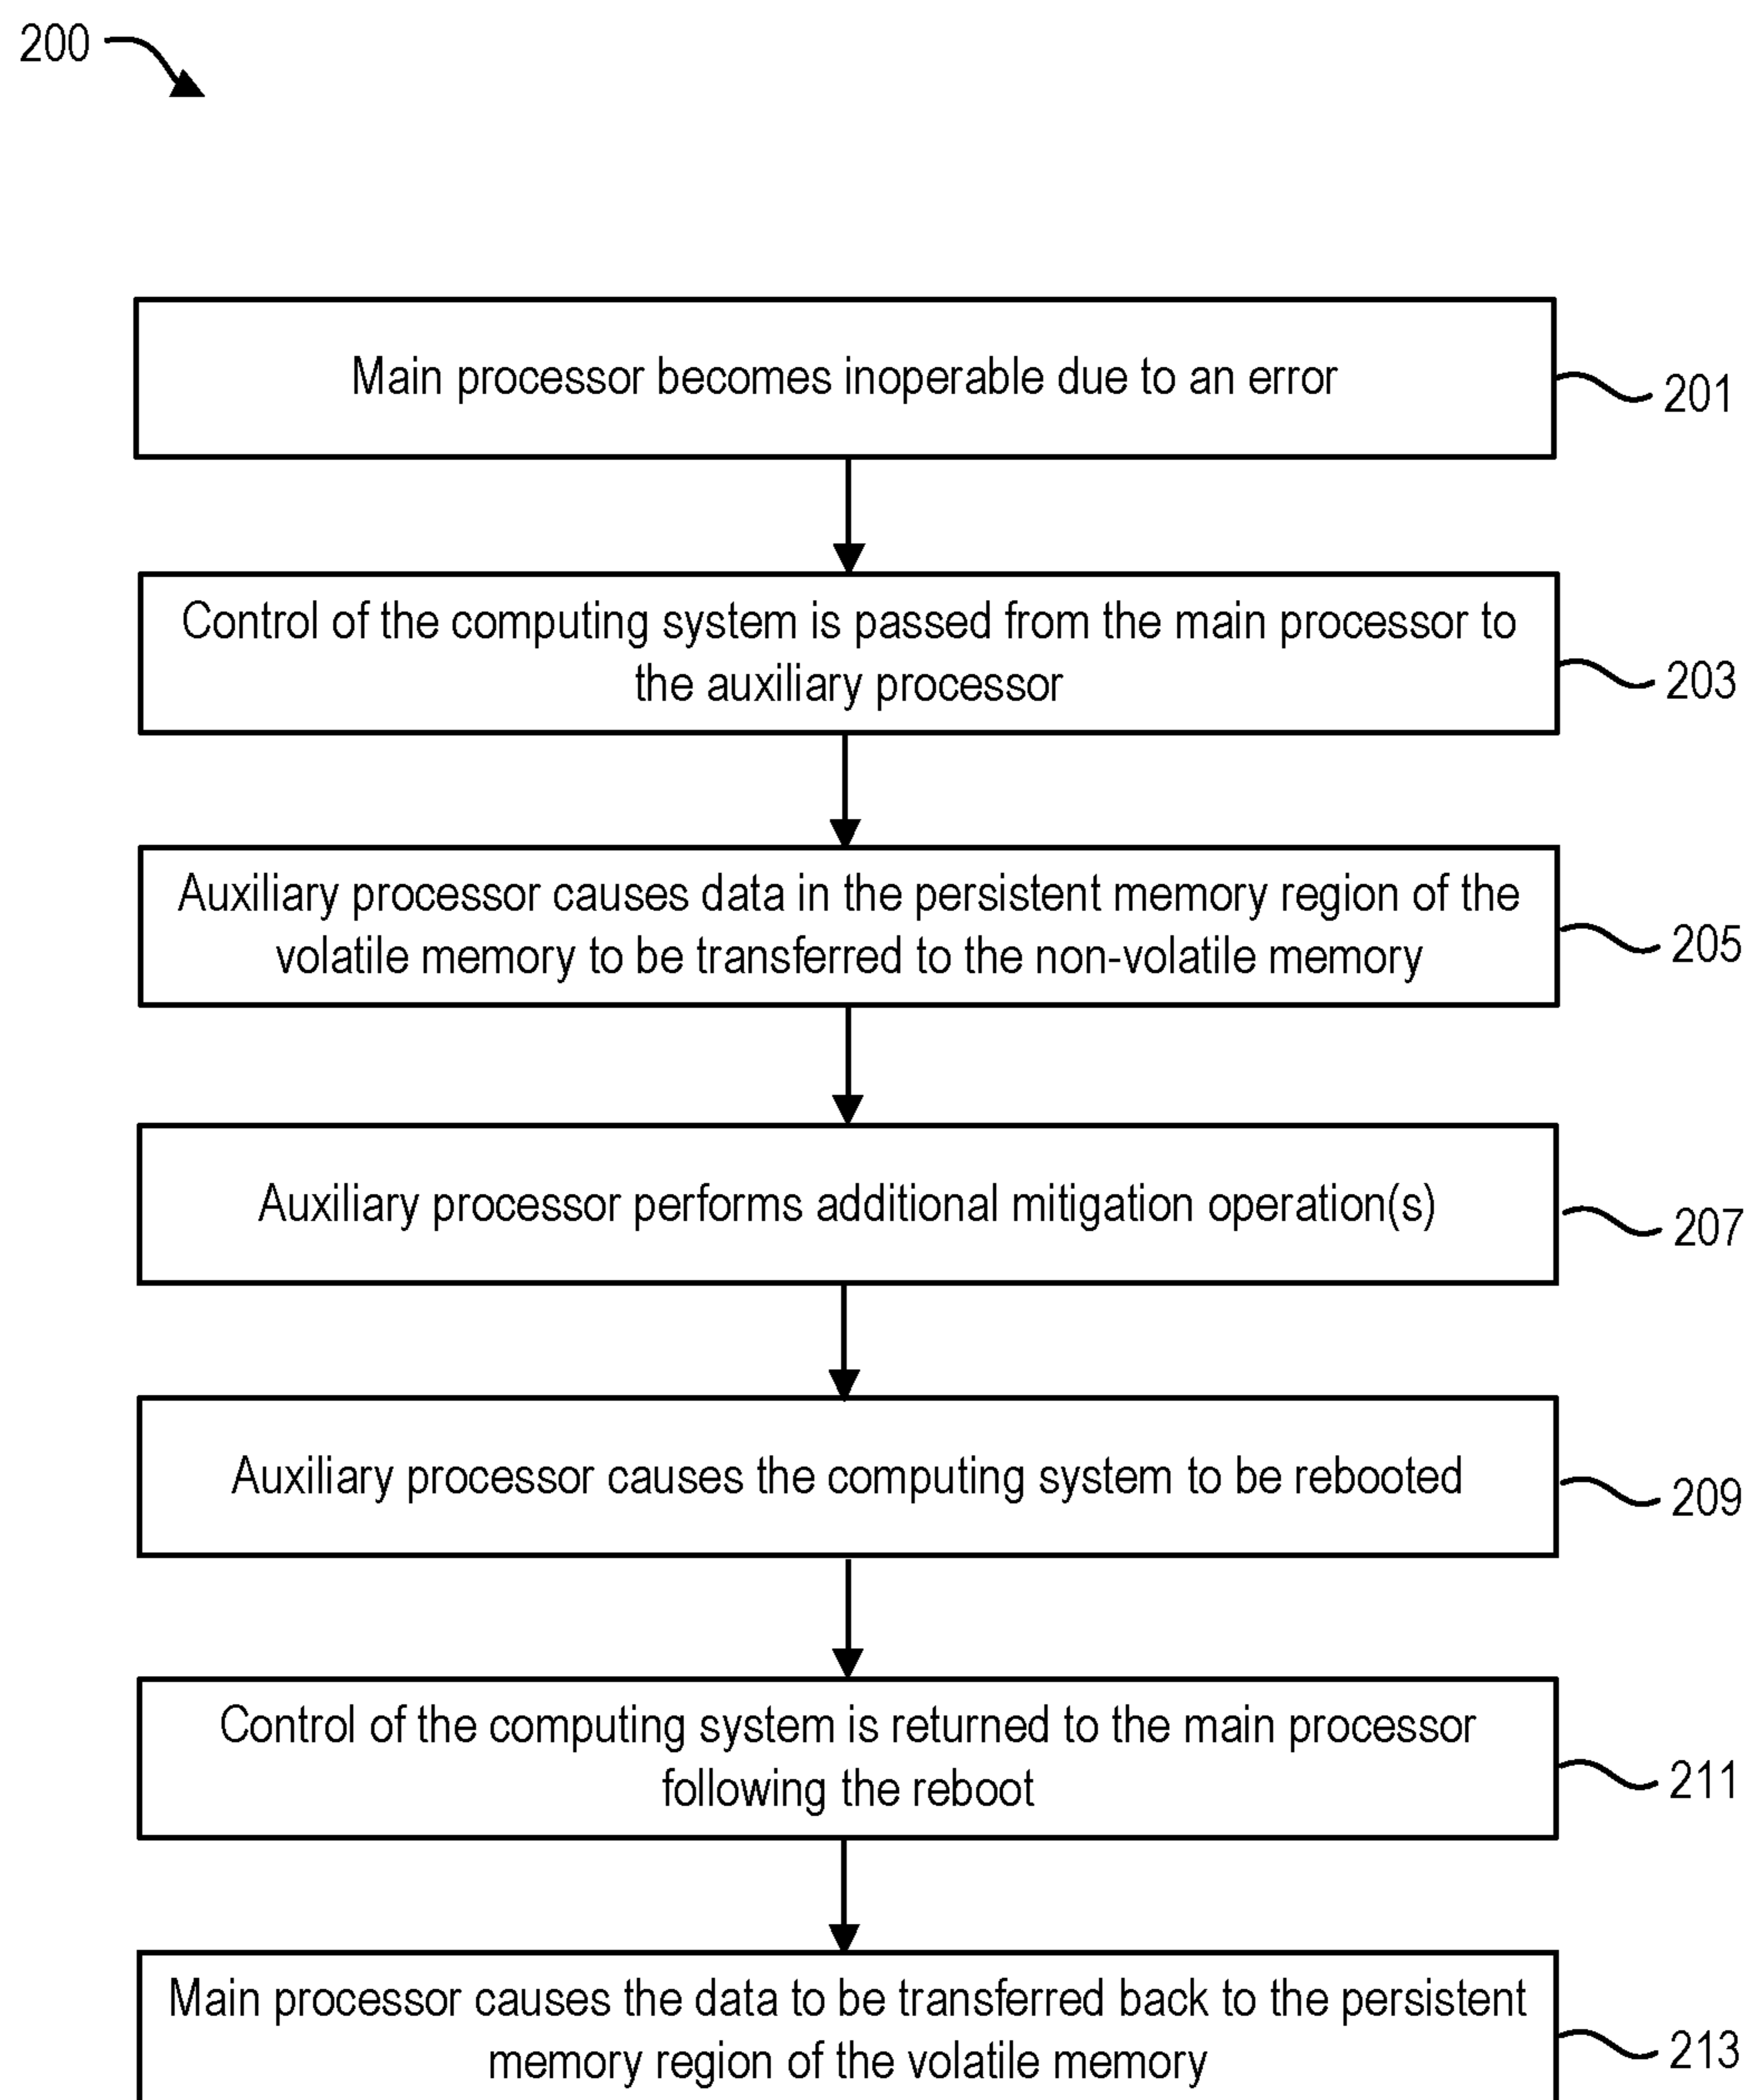 200
Main processor becomes inoperable due to an error
201
Control of the computing system is passed from the main processor to
the auxiliary processor
203
Auxiliary processor causes data in the persistent memory region of the
volatile memory to be transferred to the non-volatile memory
205
Auxiliary processor performs additional mitigation operation(s)
207
Auxiliary processor causes the computing system to be rebooted
209
Control of the computing system is returned to the main processor
following the reboot
211
Main processor causes the data to be transferred back to the persistent
memory region of the volatile memory
213